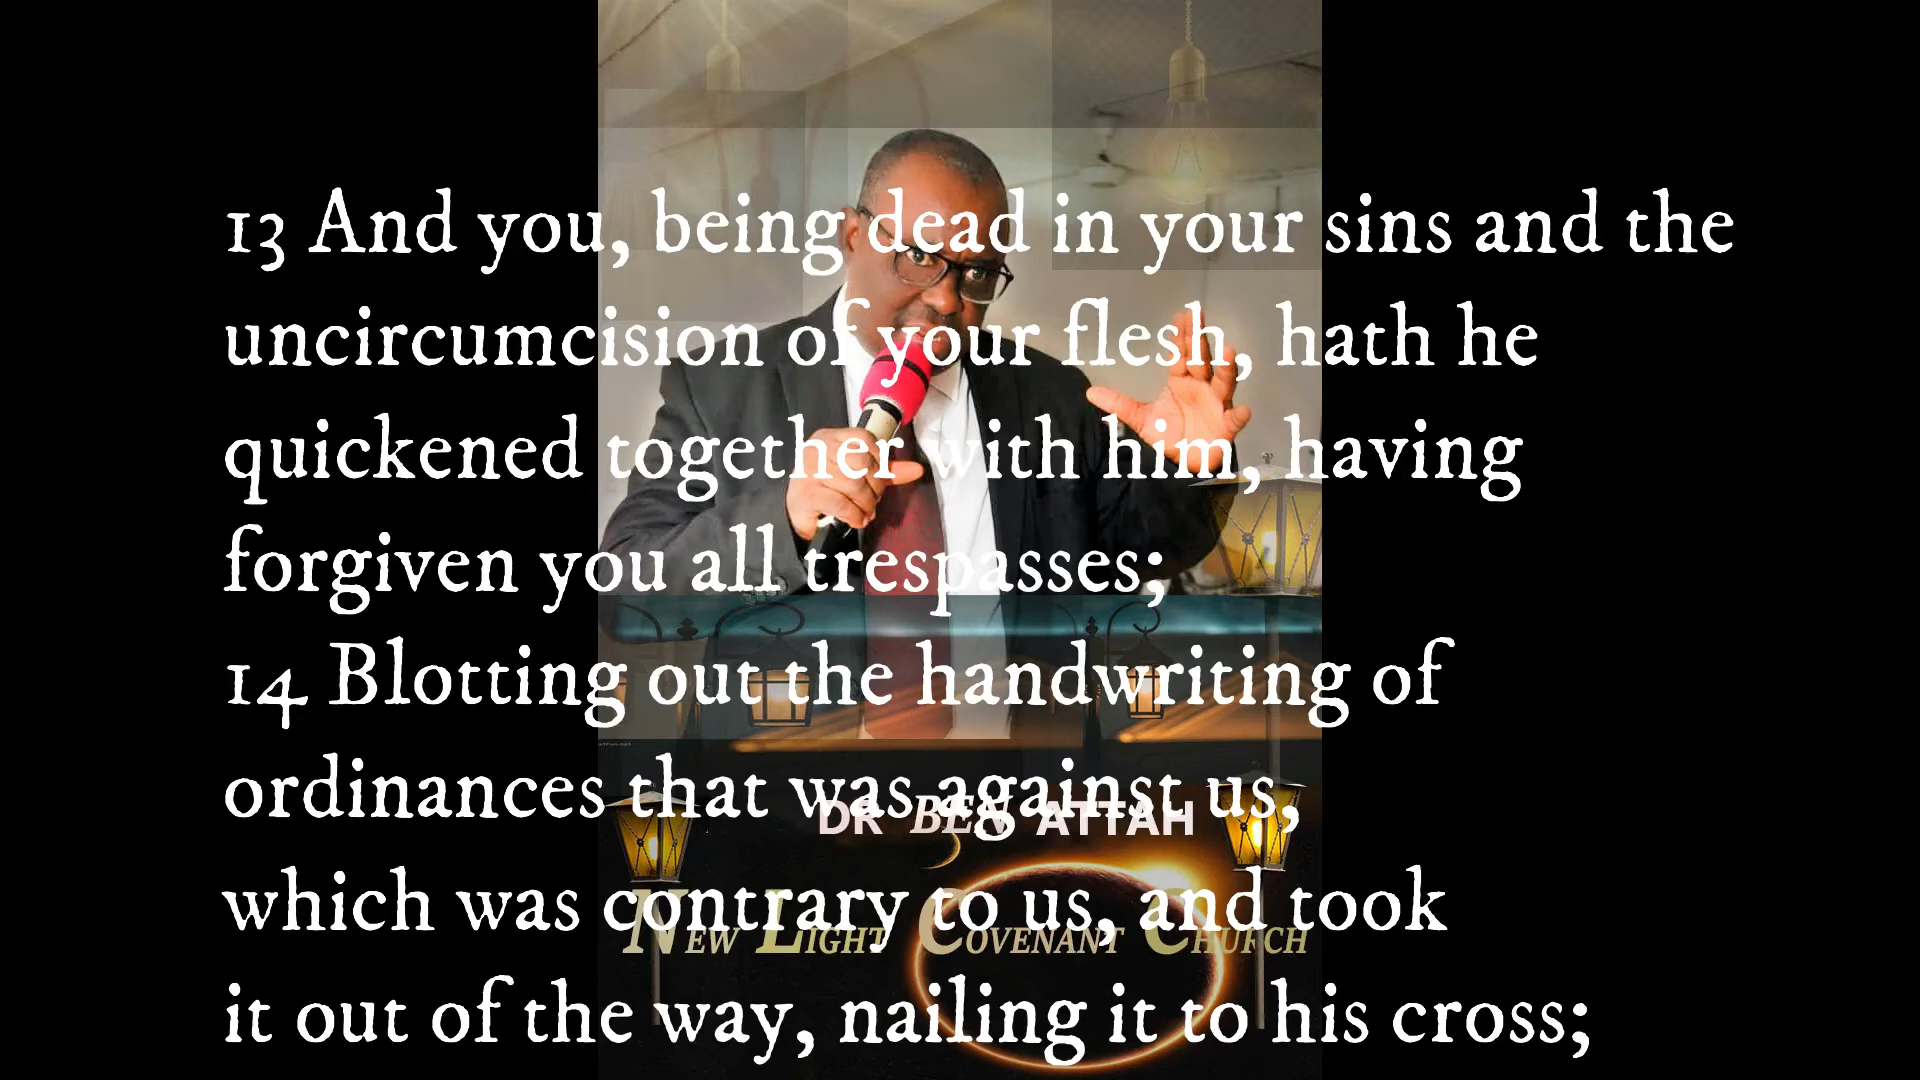 13 And you, being dead in your sins and the
uncircumcision of your flesh, hath he
quickened together with him, having
forgiven you all trespasses;
14 Blotting out the handwriting of
ordinances that was against us,
DR BEN ATTAH
which was contrary to us, and took
NEW LIGHT COVENANT CHURCH
it out of the way, nailing it to his cross;